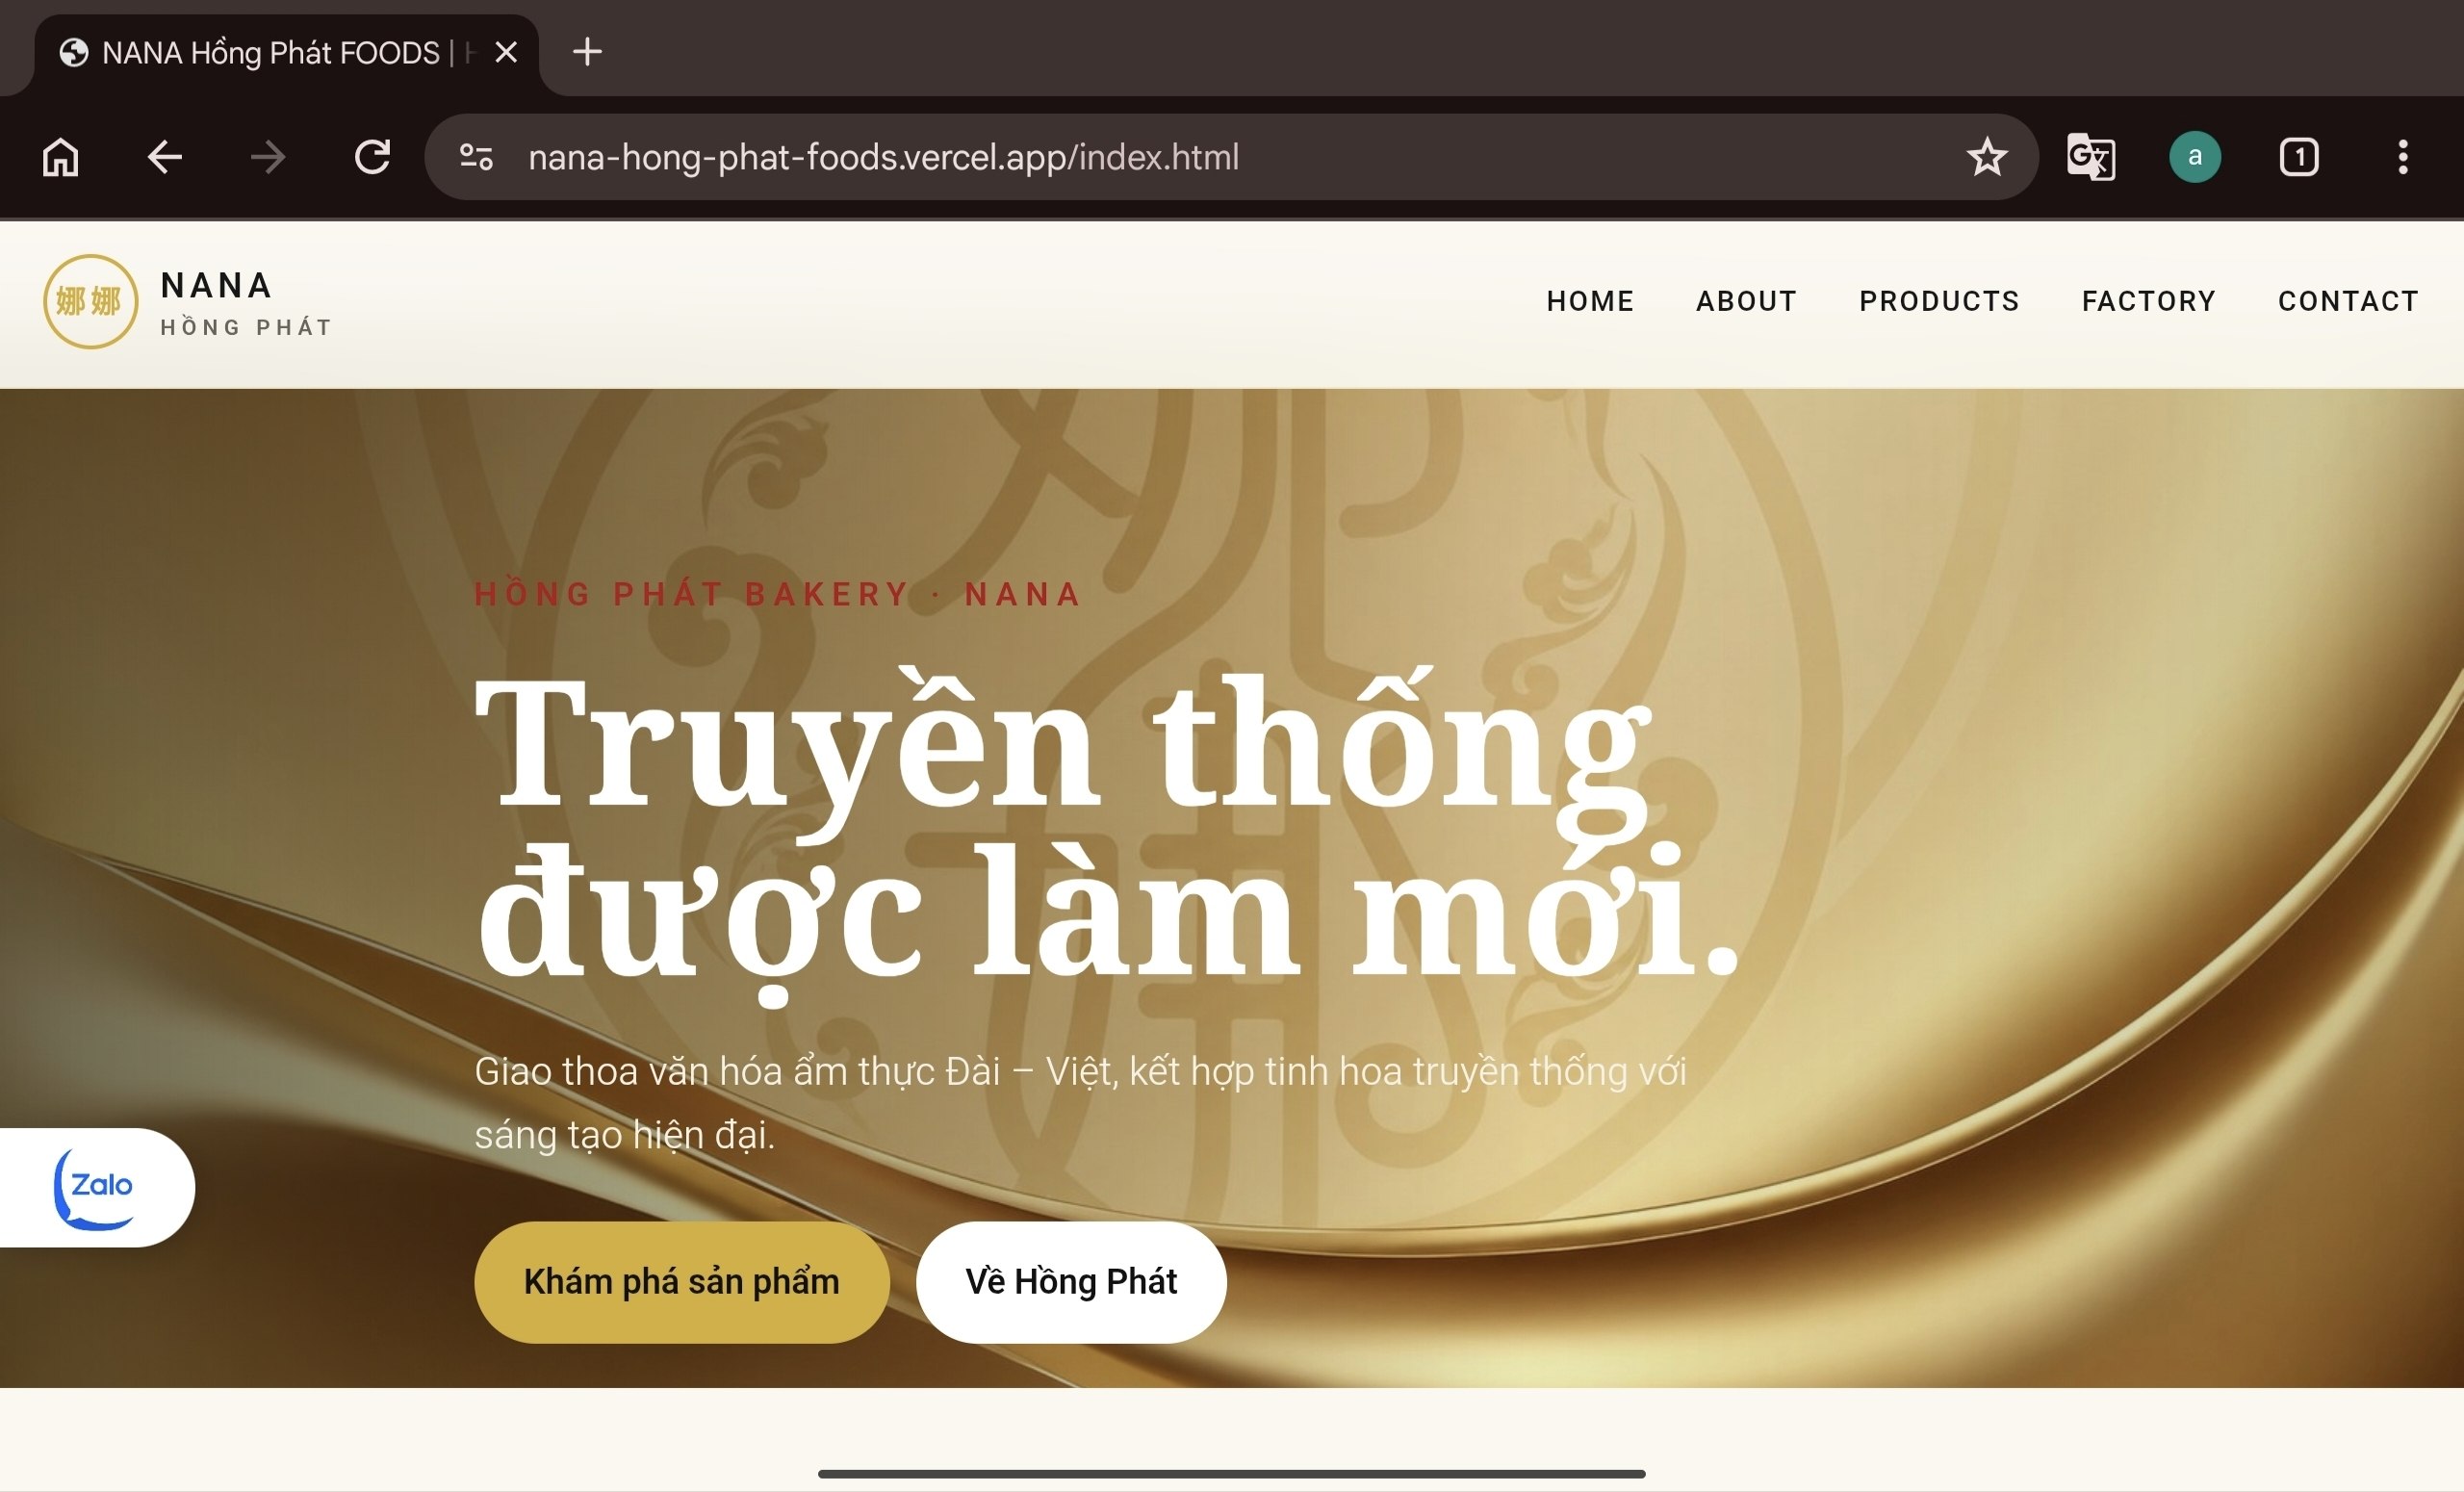 NANA Hồng Phát FOODS |
nana-hong-phat-foods.vercel.app/index.html
a
1
娜娜
NANA
HỒNG PHÁT
HOME ABOUT PRODUCTS FACTORY CONTACT
HỒNG PHÁT BAKERY · NANA
Truyền thống
được làm mới.
Giao thoa văn hóa ẩm thực Đài – Việt, kết hợp tinh hoa truyền thống với
sáng tạo hiện đại.
Zalo
Khám phá sản phẩm
Về Hồng Phát